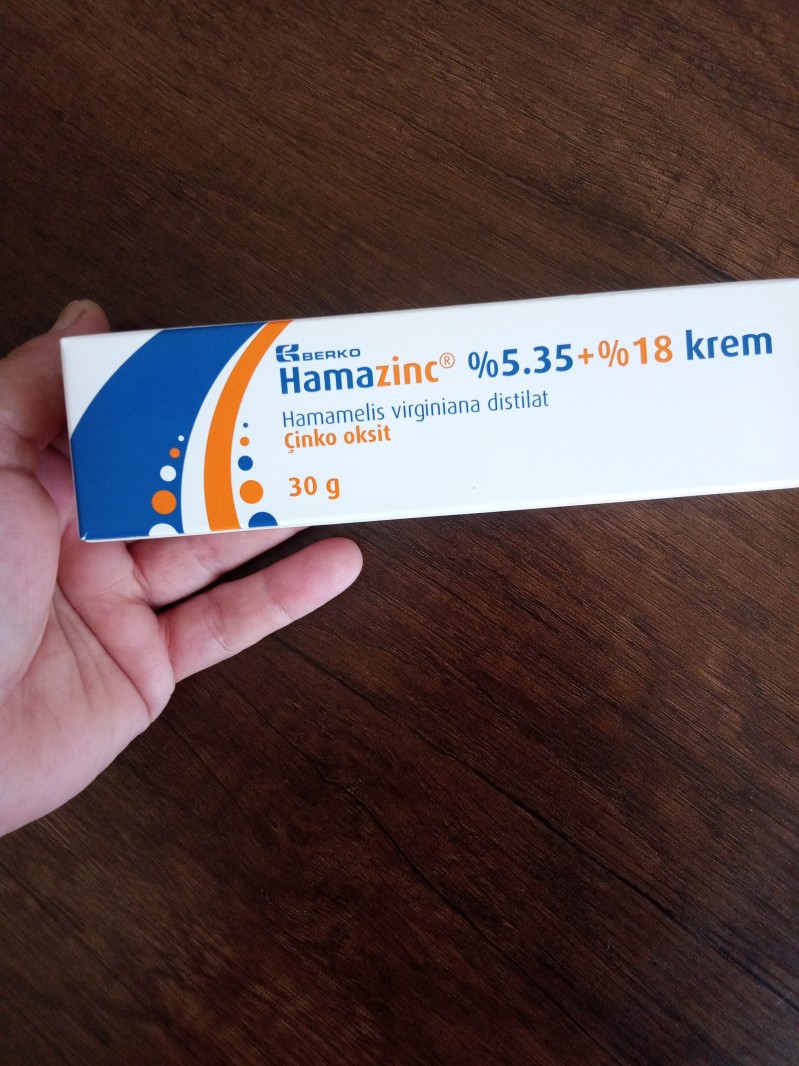 BERKO
Hamazinc® %5.35+%18 krem
Hamamelis virginiana distilat
Çinko oksit
30 g